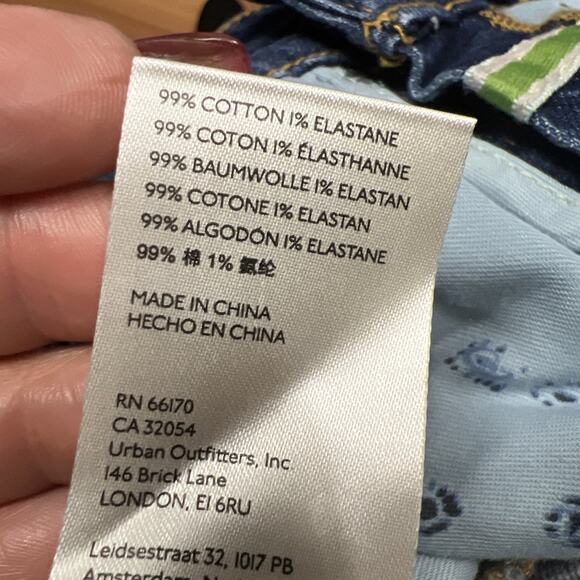 99% COTTON 1% ELASTANE
99% COTON 1% ÉLASTHANNE
99% BAUMWOLLE 1% ELASTAN
99% COTONE 1% ELASTAN
99% ALGODÓN 1% ELASTANE
99% 棉 1% 氨纶
MADE IN CHINA
HECHO EN CHINA
RN 66170
CA 32054
Urban Outfitters, Inc
146 Brick Lane
LONDON, E1 6RU
Leidsestraat 32, 1017 PB
Amsterdam,